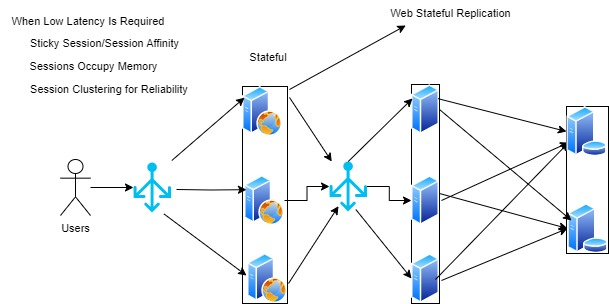 When Low Latency Is Required
Web Stateful Replication
Sticky Session/Session Affinity
Sessions Occupy Memory
Stateful
Session Clustering for Reliability
Users